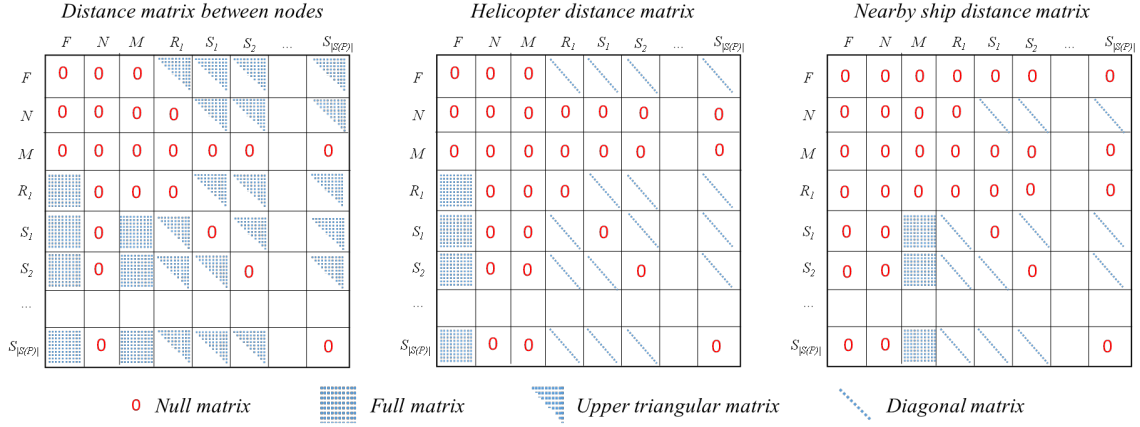 Distance matrix between nodes
F N M R1 S1 S2 ... S|S(P)|
F 0 0 0
N 0 0 0 0
M 0 0 0 0 0 0 0
R1 0 0 0
S1 0 0
S2 0 0
...
S|S(P)| 0 0
Helicopter distance matrix
F N M R1 S1 S2 ... S|S(P)|
F 0 0 0
N 0 0 0 0 0 0 0
M 0 0 0 0 0 0 0
R1 0 0 0
S1 0 0 0
S2 0 0 0
...
S|S(P)| 0 0 0
Nearby ship distance matrix
F N M R1 S1 S2 ... S|S(P)|
F 0 0 0 0 0 0 0
N 0 0 0 0
M 0 0 0 0 0 0 0
R1 0 0 0 0 0 0 0
S1 0 0 0
S2 0 0 0
...
S|S(P)| 0 0 0
0 Null matrix Full matrix Upper triangular matrix Diagonal matrix